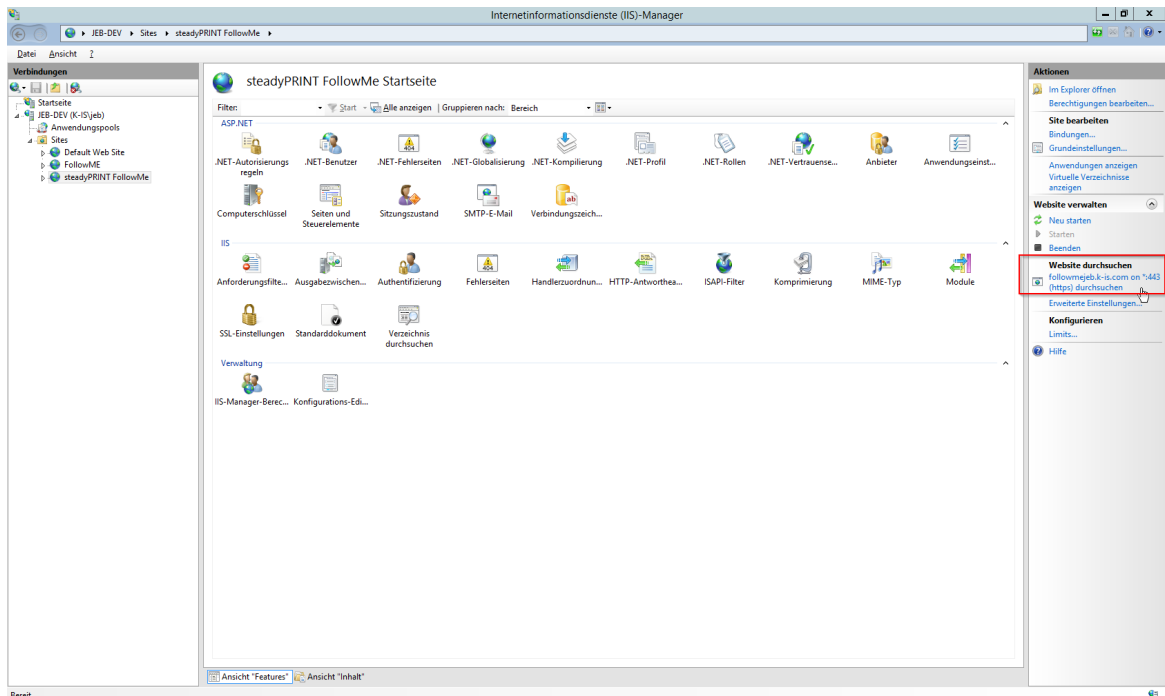 Internetinformationsdienste (IIS)-Manager
JEB-DEV Sites steadyPRINT FollowMe
Datei Ansicht ?
Verbindungen
Startseite
JEB-DEV (K-IS\jeb)
Anwendungspools
Sites
Default Web Site
FollowME
steadyPRINT FollowMe
steadyPRINT FollowMe Startseite
Filter: Start Alle anzeigen Gruppieren nach: Bereich
ASP.NET
.NET-Autorisierungs .NET-Benutzer .NET-Fehlerseiten .NET-Globalisierung .NET-Kompilierung .NET-Profil .NET-Rollen .NET-Vertrauense... Anbieter Anwendungseinst...
regeln
Computerschlüssel Seiten und Sitzungszustand SMTP-E-Mail Verbindungszeich...
Steuerelemente
IIS
Anforderungsfilte... Ausgabezwischen... Authentifizierung Fehlerseiten Handlerzuordnun... HTTP-Antworthea... ISAPI-Filter Komprimierung MIME-Typ Module
SSL-Einstellungen Standarddokument Verzeichnis
durchsuchen
Verwaltung
IIS-Manager-Berec... Konfigurations-Edi...
Ansicht "Features" Ansicht "Inhalt"
Aktionen
Im Explorer öffnen
Berechtigungen bearbeiten...
Site bearbeiten
Bindungen...
Grundeinstellungen...
Anwendungen anzeigen
Virtuelle Verzeichnisse
anzeigen
Website verwalten
Neu starten
Starten
Beenden
Website durchsuchen
followmejeb.k-is.com on *:443
(https) durchsuchen
Erweiterte Einstellungen...
Konfigurieren
Limits...
Hilfe
Bereit